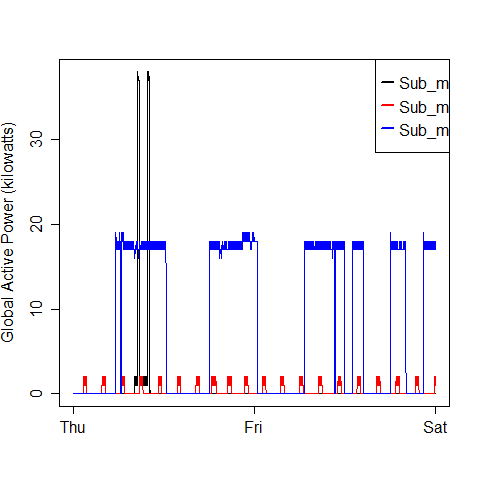 Sub_m
Sub_m
Sub_m
Global Active Power (kilowatts)
30
20
10
0
Thu
Fri
Sat